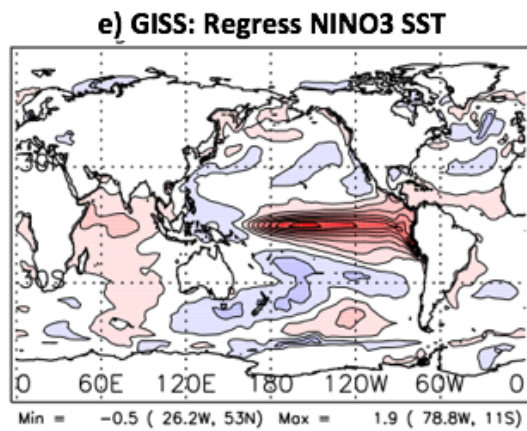 e) GISS: Regress NINO3 SST
30N
30S
0 60E 120E 180 120W 60W 0
Min = -0.5 ( 26.2W, 53N) Max = 1.9 ( 78.8W, 11S)